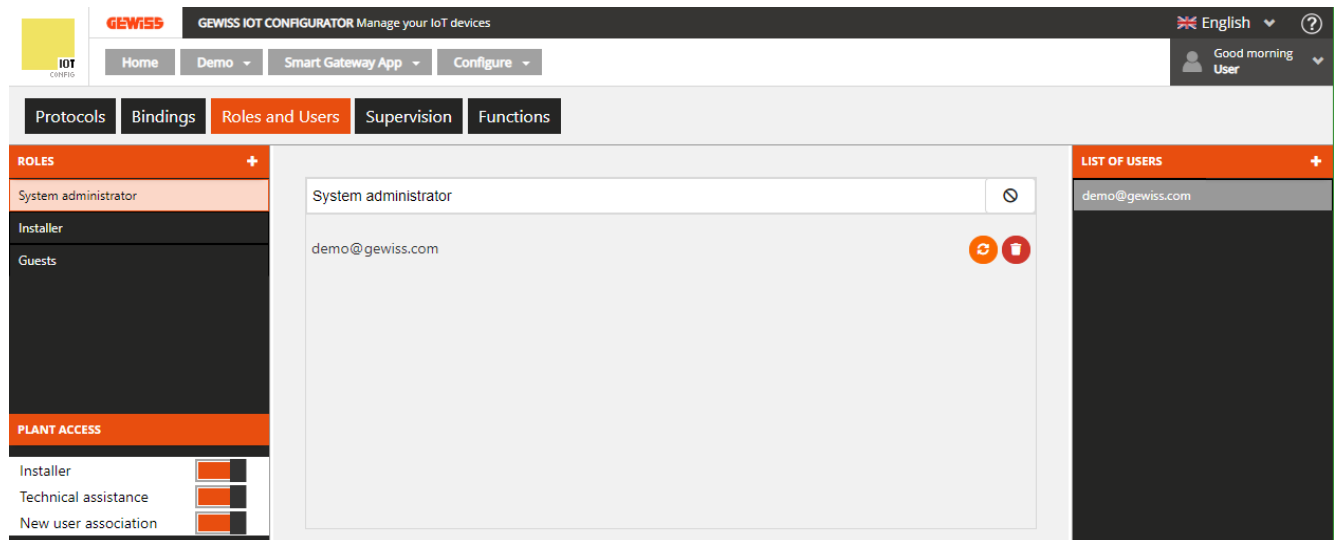 GEWISS
GEWISS IOT CONFIGURATOR Manage your IoT devices
English
IOT
CONFIG
Home
Demo
Smart Gateway App
Configure
Good morning
User
Protocols
Bindings
Roles and Users
Supervision
Functions
ROLES
System administrator
Installer
Guests
PLANT ACCESS
Installer
Technical assistance
New user association
System administrator
demo@gewiss.com
LIST OF USERS
demo@gewiss.com